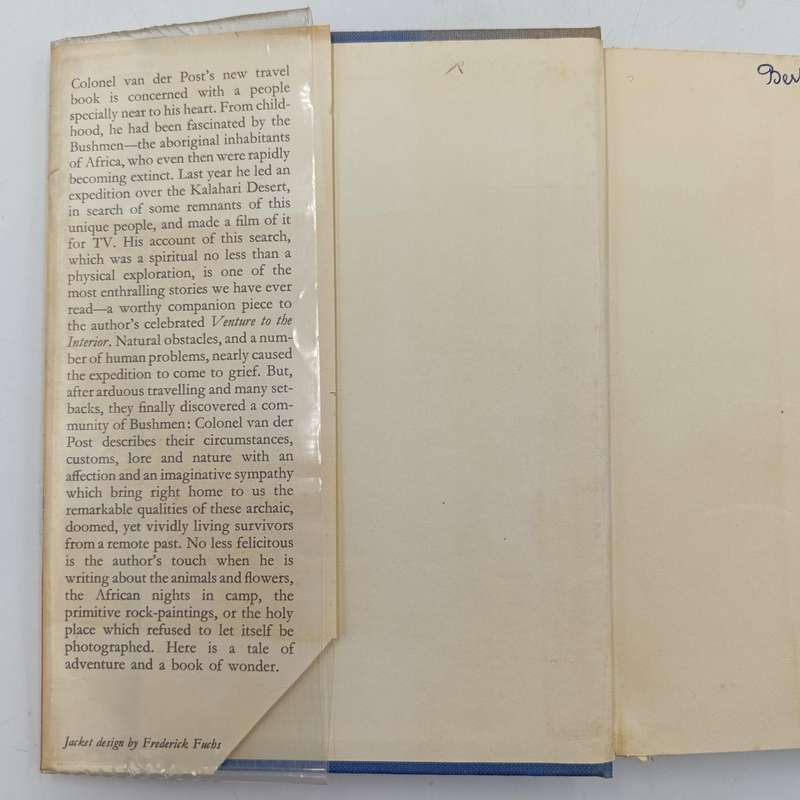 Colonel van der Post's new travel
book is concerned with a people
specially near to his heart. From child-
hood, he had been fascinated by the
Bushmen—the aboriginal inhabitants
of Africa, who even then were rapidly
becoming extinct. Last year he led an
expedition over the Kalahari Desert,
in search of some remnants of this
unique people, and made a film of it
for TV. His account of this search,
which was a spiritual no less than a
physical exploration, is one of the
most enthralling stories we have ever
read—a worthy companion piece to
the author's celebrated Venture to the
Interior. Natural obstacles, and a num-
ber of human problems, nearly caused
the expedition to come to grief. But,
after arduous travelling and many set-
backs, they finally discovered a com-
munity of Bushmen: Colonel van der
Post describes their circumstances,
customs, lore and nature with an
affection and an imaginative sympathy
which bring right home to us the
remarkable qualities of these archaic,
doomed, yet vividly living survivors
from a remote past. No less felicitous
is the author's touch when he is
writing about the animals and flowers,
the African nights in camp, the
primitive rock-paintings, or the holy
place which refused to let itself be
photographed. Here is a tale of
adventure and a book of wonder.
Jacket design by Frederick Fuchs